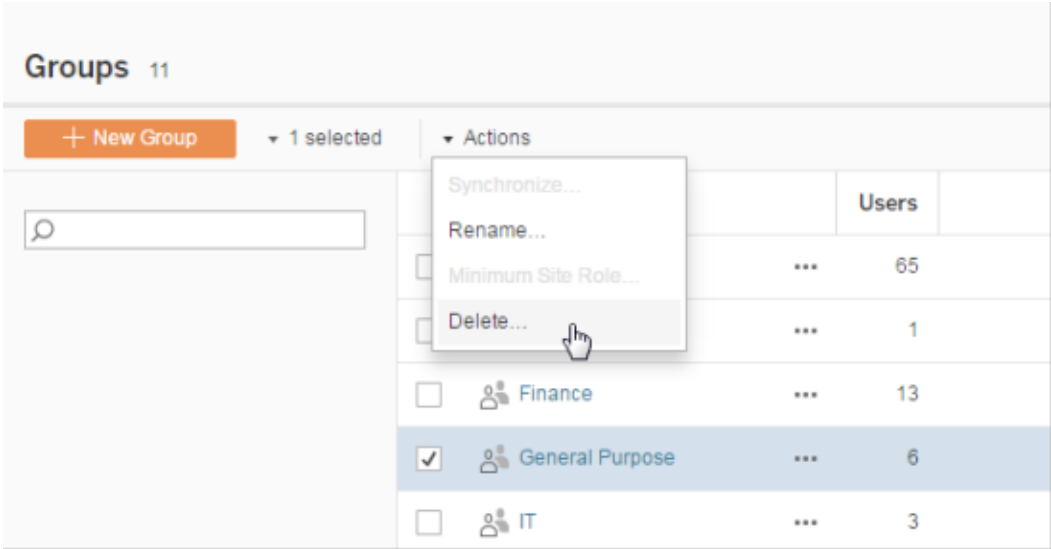 Groups 11
+ New Group
1 selected
Actions
Synchronize...
Rename...
Minimum Site Role...
Delete...
Users
... 65
... 1
Finance ... 13
General Purpose ... 6
IT ... 3